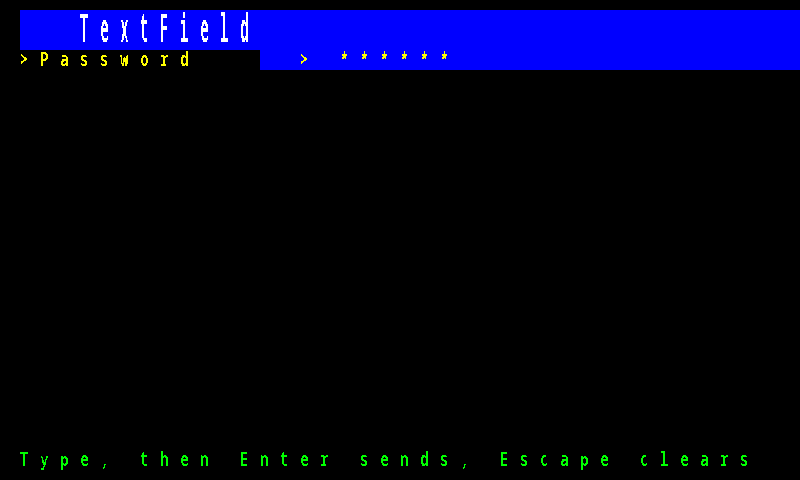 TextField
>Password > ******
Type, then Enter sends, Escape clears